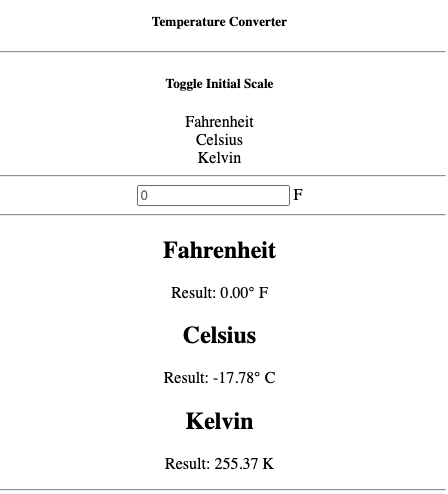 Temperature Converter
Toggle Initial Scale
Fahrenheit
Celsius
Kelvin
0 F
Fahrenheit
Result: 0.00° F
Celsius
Result: -17.78° C
Kelvin
Result: 255.37 K